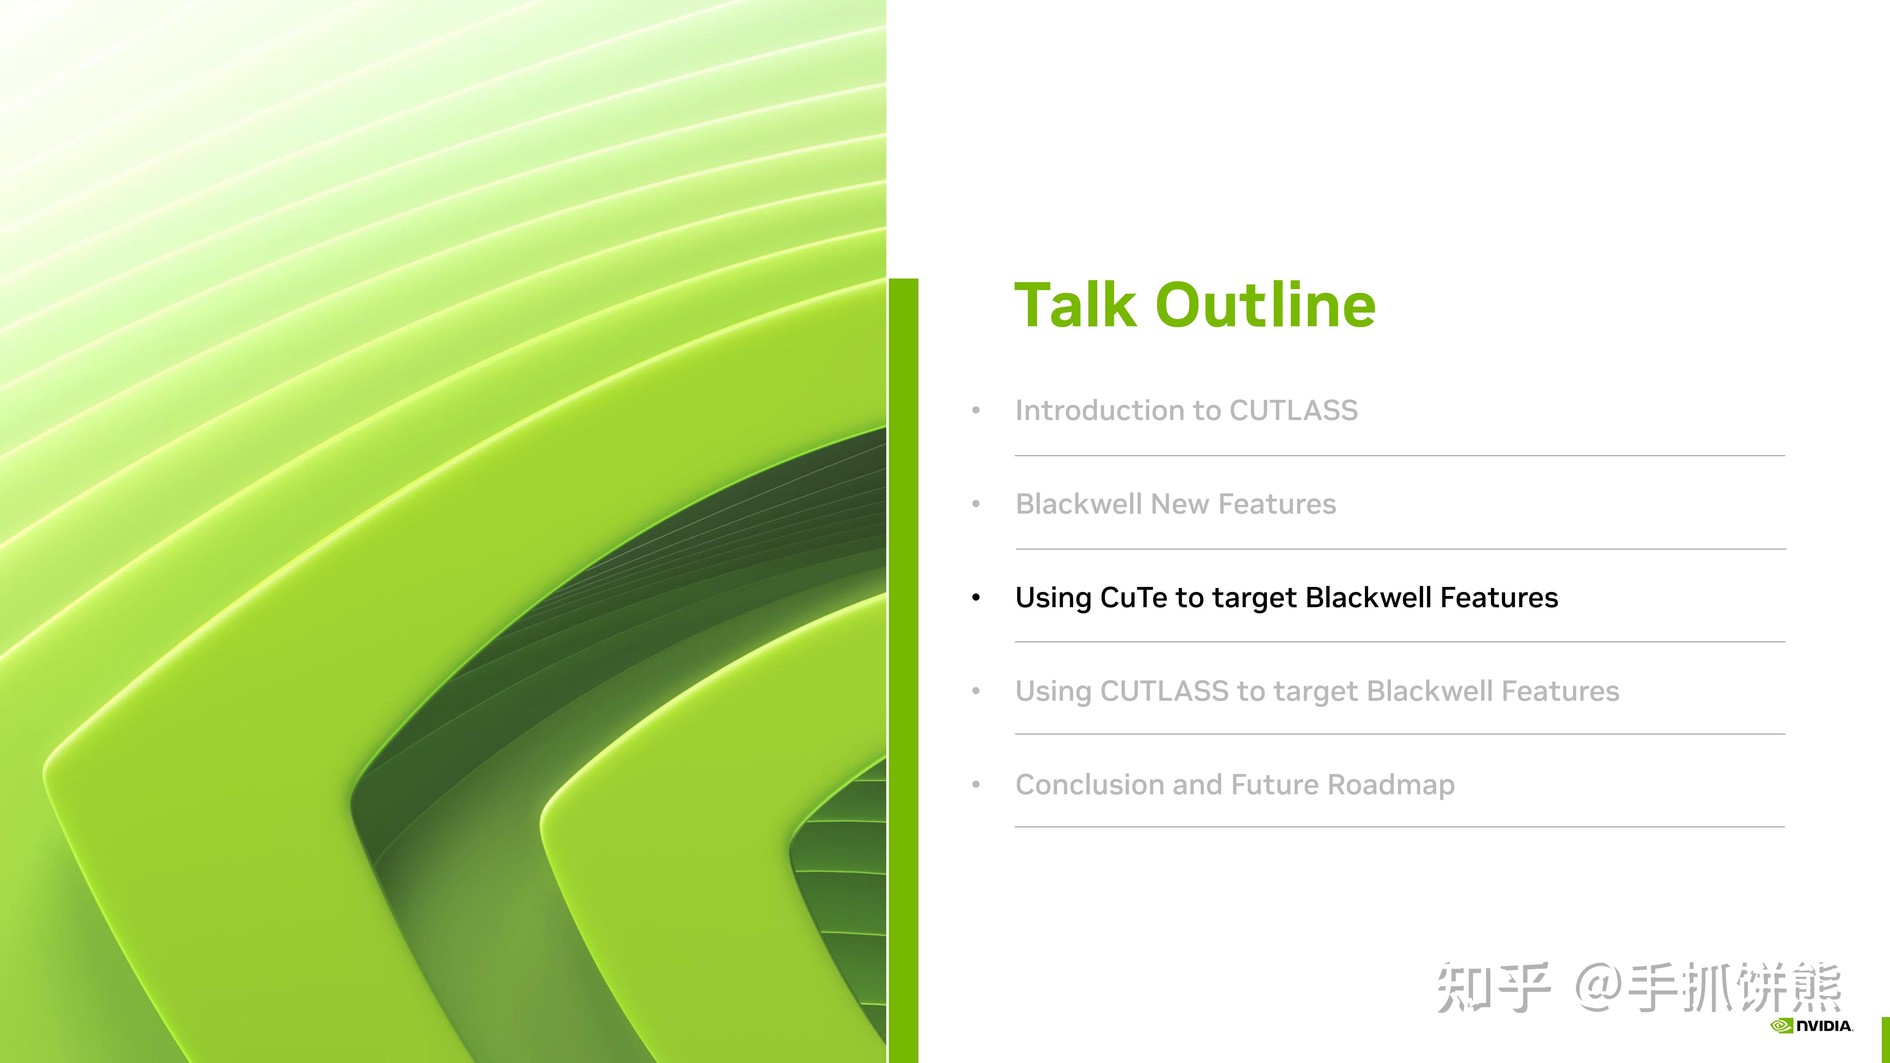 Talk Outline
• Introduction to CUTLASS
• Blackwell New Features
• Using CuTe to target Blackwell Features
• Using CUTLASS to target Blackwell Features
• Conclusion and Future Roadmap
知乎 @手抓饼熊
NVIDIA